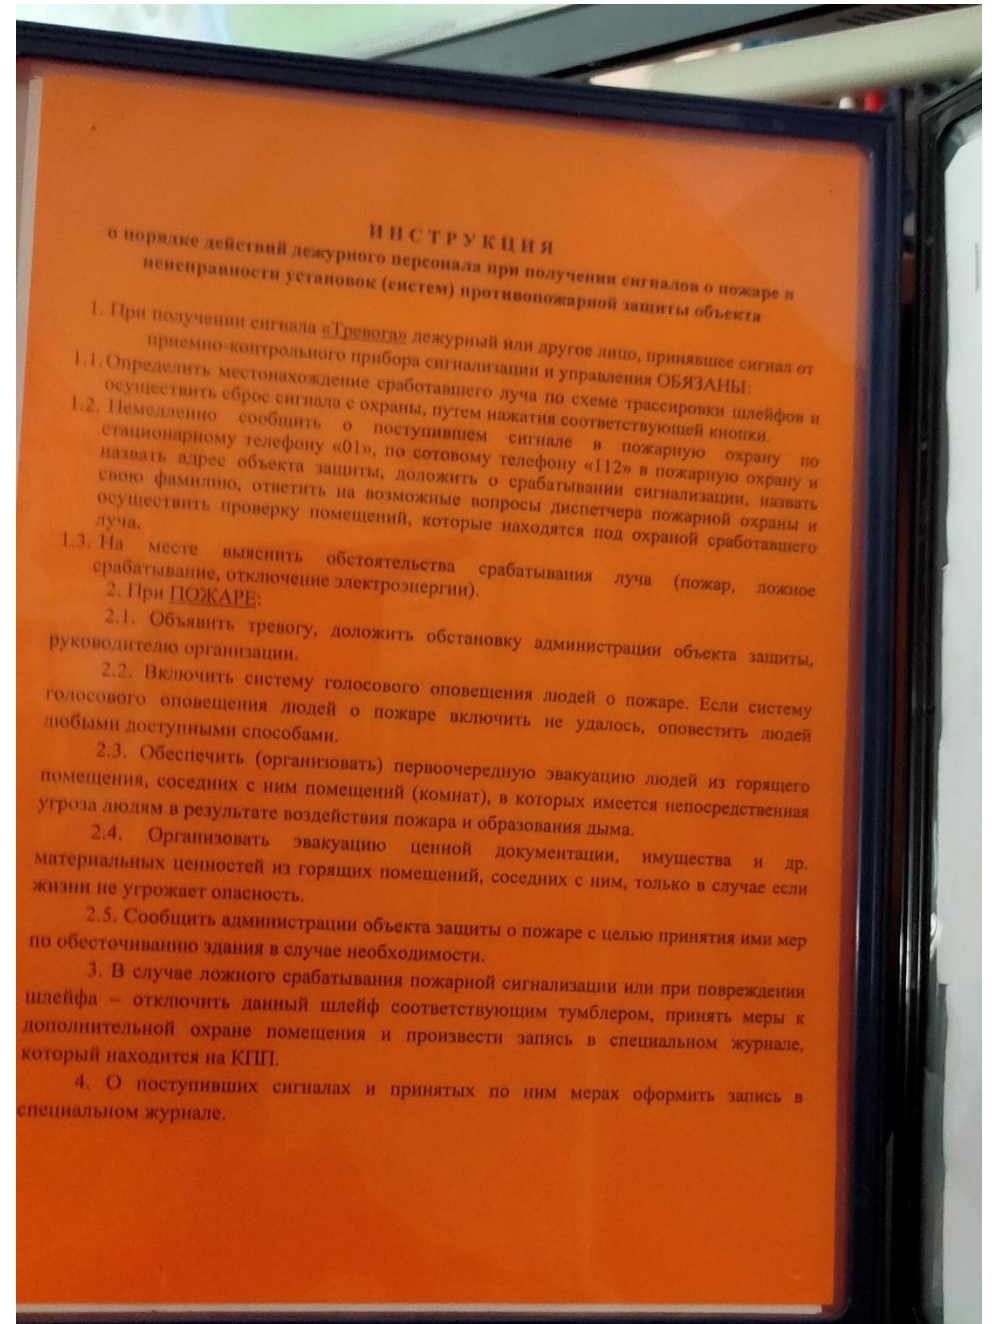 ИНСТРУКЦИЯ
о порядке действий дежурного персонала при получении сигналов о пожаре и
неисправности установок (систем) противопожарной защиты объекта
1. При получении сигнала «Тревога» дежурный или другое лицо, принявшее сигнал от
приемно-контрольного прибора сигнализации и управления ОБЯЗАНЫ:
1.1. Определить местонахождение сработавшего луча по схеме трассировки шлейфов и
осуществить сброс сигнала с охраны, путем нажатия соответствующей кнопки.
1.2. Немедленно сообщить о поступившем сигнале в пожарную охрану по
стационарному телефону «01», по сотовому телефону «112» в пожарную охрану и
назвать адрес объекта защиты, доложить о срабатывании сигнализации, назвать
свою фамилию, ответить на возможные вопросы диспетчера пожарной охраны и
осуществить проверку помещений, которые находятся под охраной сработавшего
луча.
1.3. На месте выяснить обстоятельства срабатывания луча (пожар, ложное
срабатывание, отключение электроэнергии).
2. При ПОЖАРЕ:
2.1. Объявить тревогу, доложить обстановку администрации объекта защиты,
руководителю организации.
2.2. Включить систему голосового оповещения людей о пожаре. Если систему
голосового оповещения людей о пожаре включить не удалось, оповестить людей
любыми доступными способами.
2.3. Обеспечить (организовать) первоочередную эвакуацию людей из горящего
помещения, соседних с ним помещений (комнат), в которых имеется непосредственная
угроза людям в результате воздействия пожара и образования дыма.
2.4. Организовать эвакуацию ценной документации, имущества и др.
материальных ценностей из горящих помещений, соседних с ним, только в случае если
жизни не угрожает опасность.
2.5. Сообщить администрации объекта защиты о пожаре с целью принятия ими мер
по обесточиванию здания в случае необходимости.
3. В случае ложного срабатывания пожарной сигнализации или при повреждении
шлейфа – отключить данный шлейф соответствующим тумблером, принять меры к
дополнительной охране помещения и произвести запись в специальном журнале,
который находится на КПП.
4. О поступивших сигналах и принятых по ним мерах оформить запись в
специальном журнале.